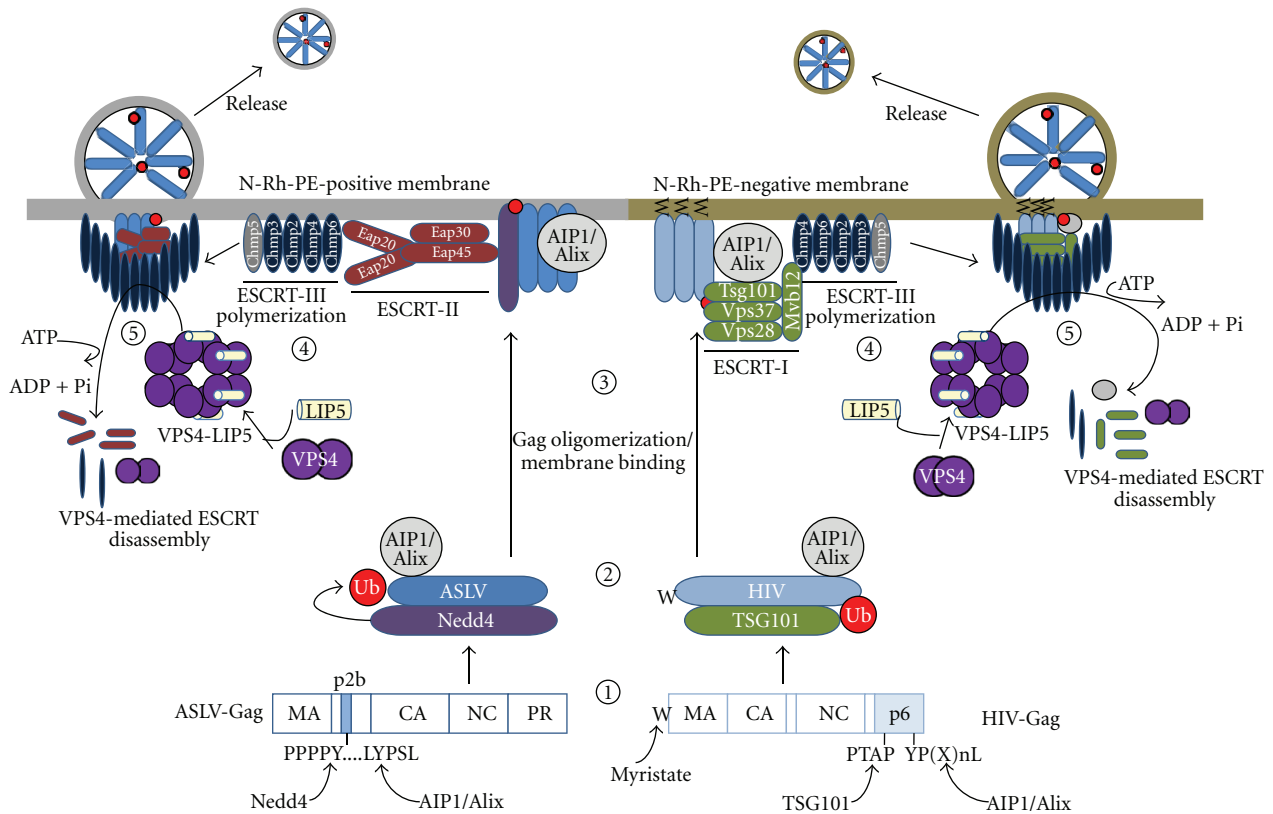 Release
Release
N-Rh-PE-positive membrane
N-Rh-PE-negative membrane
Chmp5
Chmp3
Chmp2
Chmp4
Chmp6
Eap20
Eap20
Eap30
Eap45
AIP1/
Alix
AIP1/
Alix
Tsg101
Vps37
Vps28
Mvb12
Chmp4
Chmp6
Chmp2
Chmp3
Chmp5
ESCRT-III
polymerization
ESCRT-II
ESCRT-I
ESCRT-III
polymerization
5
4
3
4
5
ATP
ADP + Pi
ATP
ADP + Pi
LIP5
VPS4-LIP5
VPS4
LIP5
VPS4-LIP5
VPS4
VPS4-mediated ESCRT
disassembly
VPS4-mediated ESCRT
disassembly
Gag oligomerization/
membrane binding
AIP1/
Alix
Ub
ASLV
Nedd4
2
AIP1/
Alix
W
HIV
TSG101
Ub
1
p2b
ASLV-Gag
MA
CA
NC
PR
PPPPY....LYPSL
Nedd4
AIP1/Alix
W
MA
CA
NC
p6
HIV-Gag
Myristate
PTAP
YP(X)nL
TSG101
AIP1/Alix